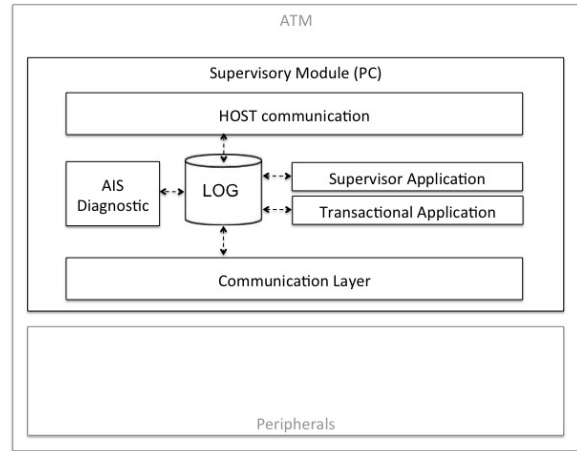 ATM
Supervisory Module (PC)
HOST communication
AIS
Diagnostic
LOG
Supervisor Application
Transactional Application
Communication Layer
Peripherals